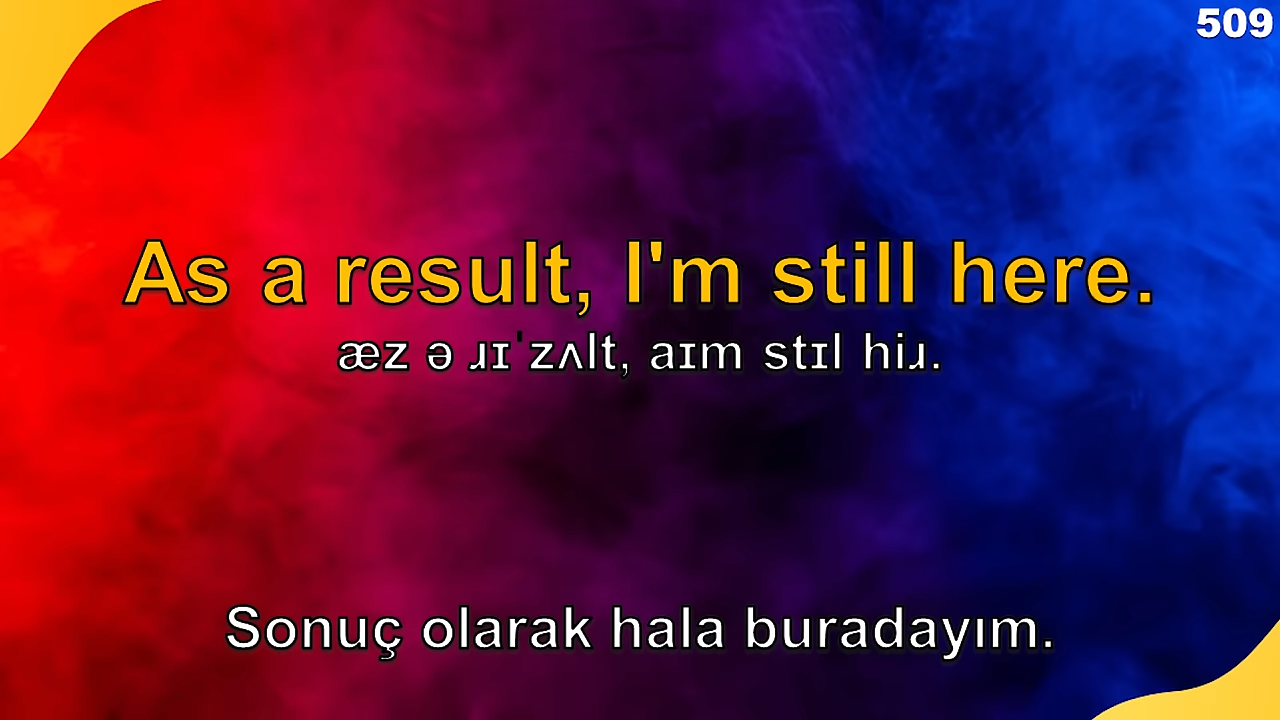 509
As a result, I'm still here.
æz ə ɹɪˈzʌlt, aɪm stɪl hiɹ.
Sonuç olarak hala buradayım.